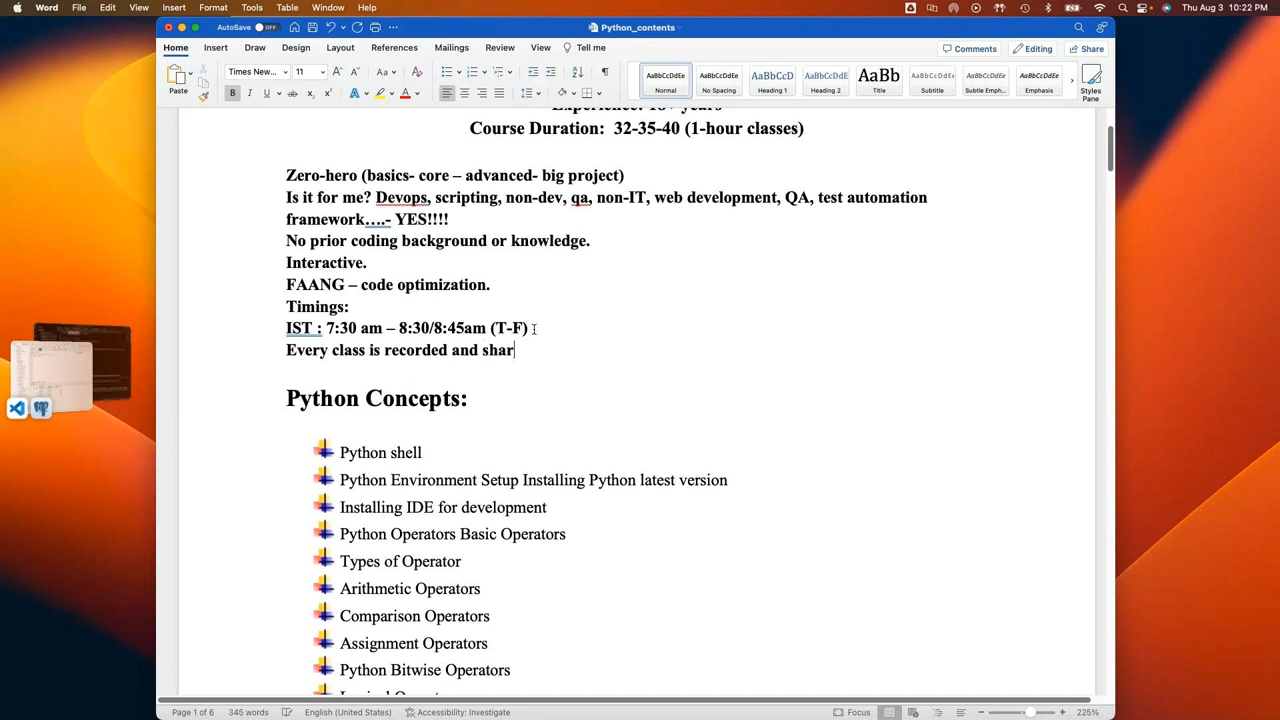 Word File Edit View Insert Format Tools Table Window Help Thu Aug 3 10:22 PM
AutoSave OFF Python_contents
Home Insert Draw Design Layout References Mailings Review View Tell me Comments Editing Share
Paste Times New... 11 Aa
B I U ab x x A A
AaBbCcDdEe Normal
AaBbCcDdEe No Spacing
AaBbCcD Heading 1
AaBbCcDdE Heading 2
AaBb Title
AaBbCcDdEe Subtitle
AaBbCcDdEe Subtle Emph...
AaBbCcDdEe Emphasis
Styles Pane
Course Duration: 32-35-40 (1-hour classes)
Zero-hero (basics- core – advanced- big project)
Is it for me? Devops, scripting, non-dev, qa, non-IT, web development, QA, test automation
framework….- YES!!!!
No prior coding background or knowledge.
Interactive.
FAANG – code optimization.
Timings:
IST : 7:30 am – 8:30/8:45am (T-F)
Every class is recorded and shar
Python Concepts:
Python shell
Python Environment Setup Installing Python latest version
Installing IDE for development
Python Operators Basic Operators
Types of Operator
Arithmetic Operators
Comparison Operators
Assignment Operators
Python Bitwise Operators
Page 1 of 6 345 words English (United States) Accessibility: Investigate Focus 225%